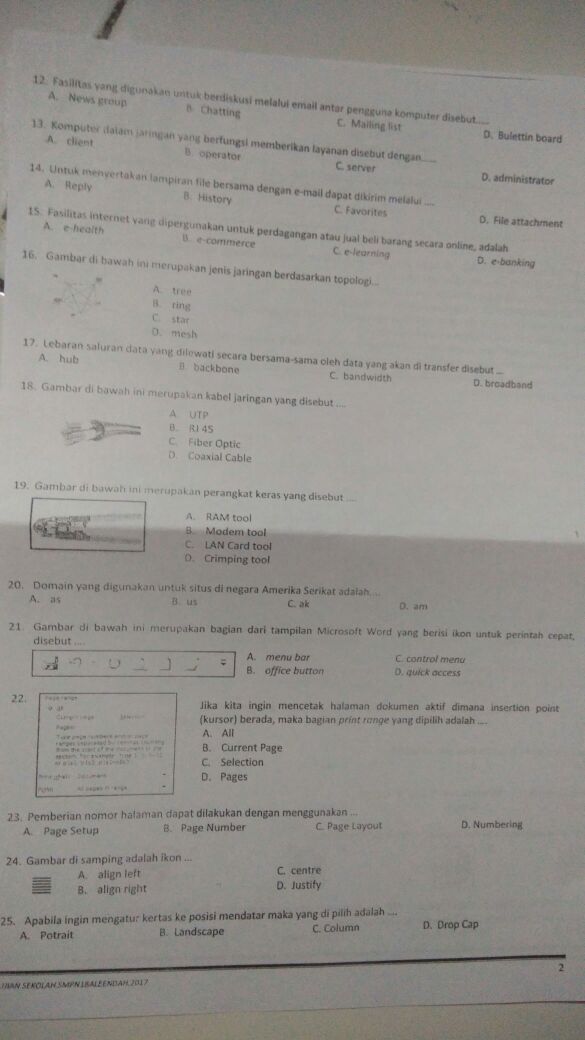 12. Fasilitas yang digunakan untuk berdiskusi melalui email antar pengguna komputer disebut.....
A. News group B. Chatting C. Mailing list D. Bulettin board
13. Komputer dalam jaringan yang berfungsi memberikan layanan disebut dengan......
A. client B. operator C. server D. administrator
14. Untuk menyertakan lampiran file bersama dengan e-mail dapat dikirim melalui ....
A. Reply B. History C. Favorites D. File attachment
15. Fasilitas internet yang dipergunakan untuk perdagangan atau jual beli barang secara online, adalah
A. e-health B. e-commerce C. e-learning D. e-banking
16. Gambar di bawah ini merupakan jenis jaringan berdasarkan topologi...
A. tree
B. ring
C. star
D. mesh
17. Lebaran saluran data yang dilewati secara bersama-sama oleh data yang akan di transfer disebut ...
A. hub B. backbone C. bandwidth D. broadband
18. Gambar di bawah ini merupakan kabel jaringan yang disebut ....
A. UTP
B. RJ 45
C. Fiber Optic
D. Coaxial Cable
19. Gambar di bawah ini merupakan perangkat keras yang disebut ....
A. RAM tool
B. Modem tool
C. LAN Card tool
D. Crimping tool
20. Domain yang digunakan untuk situs di negara Amerika Serikat adalah....
A. as B. us C. ak D. am
21. Gambar di bawah ini merupakan bagian dari tampilan Microsoft Word yang berisi ikon untuk perintah cepat,
disebut ....
A. menu bar C. control menu
B. office button D. quick access
22.
Page range
All
Current page
Pages:
Jika kita ingin mencetak halaman dokumen aktif dimana insertion point
(kursor) berada, maka bagian print range yang dipilih adalah ....
A. All
B. Current Page
C. Selection
D. Pages
23. Pemberian nomor halaman dapat dilakukan dengan menggunakan ...
A. Page Setup B. Page Number C. Page Layout D. Numbering
24. Gambar di samping adalah ikon ...
A. align left C. centre
B. align right D. Justify
25. Apabila ingin mengatur kertas ke posisi mendatar maka yang di pilih adalah ....
A. Potrait B. Landscape C. Column D. Drop Cap
2
UJIAN SEKOLAH.SMPN.1BALEENDAH.2017